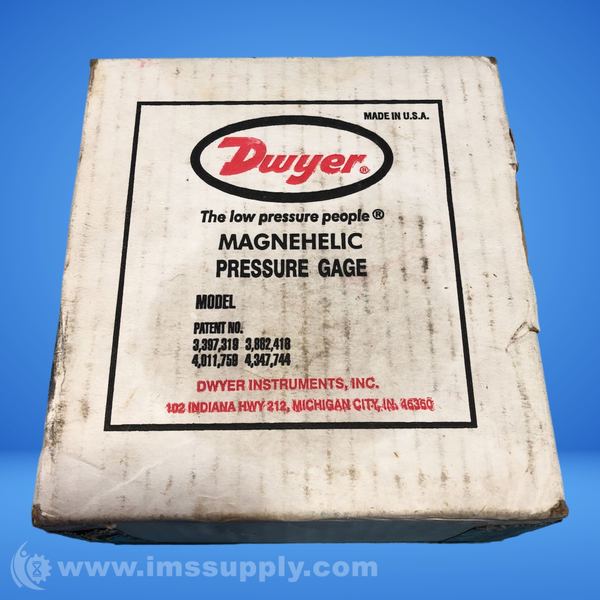 MADE IN U.S.A.
Dwyer®
The low pressure people®
MAGNEHELIC
PRESSURE GAGE
MODEL
PATENT NO.
3,397,319 3,862,416
4,011,759 4,347,744
DWYER INSTRUMENTS, INC.
102 INDIANA HWY 212, MICHIGAN CITY, IN. 46360
www.imssupply.com